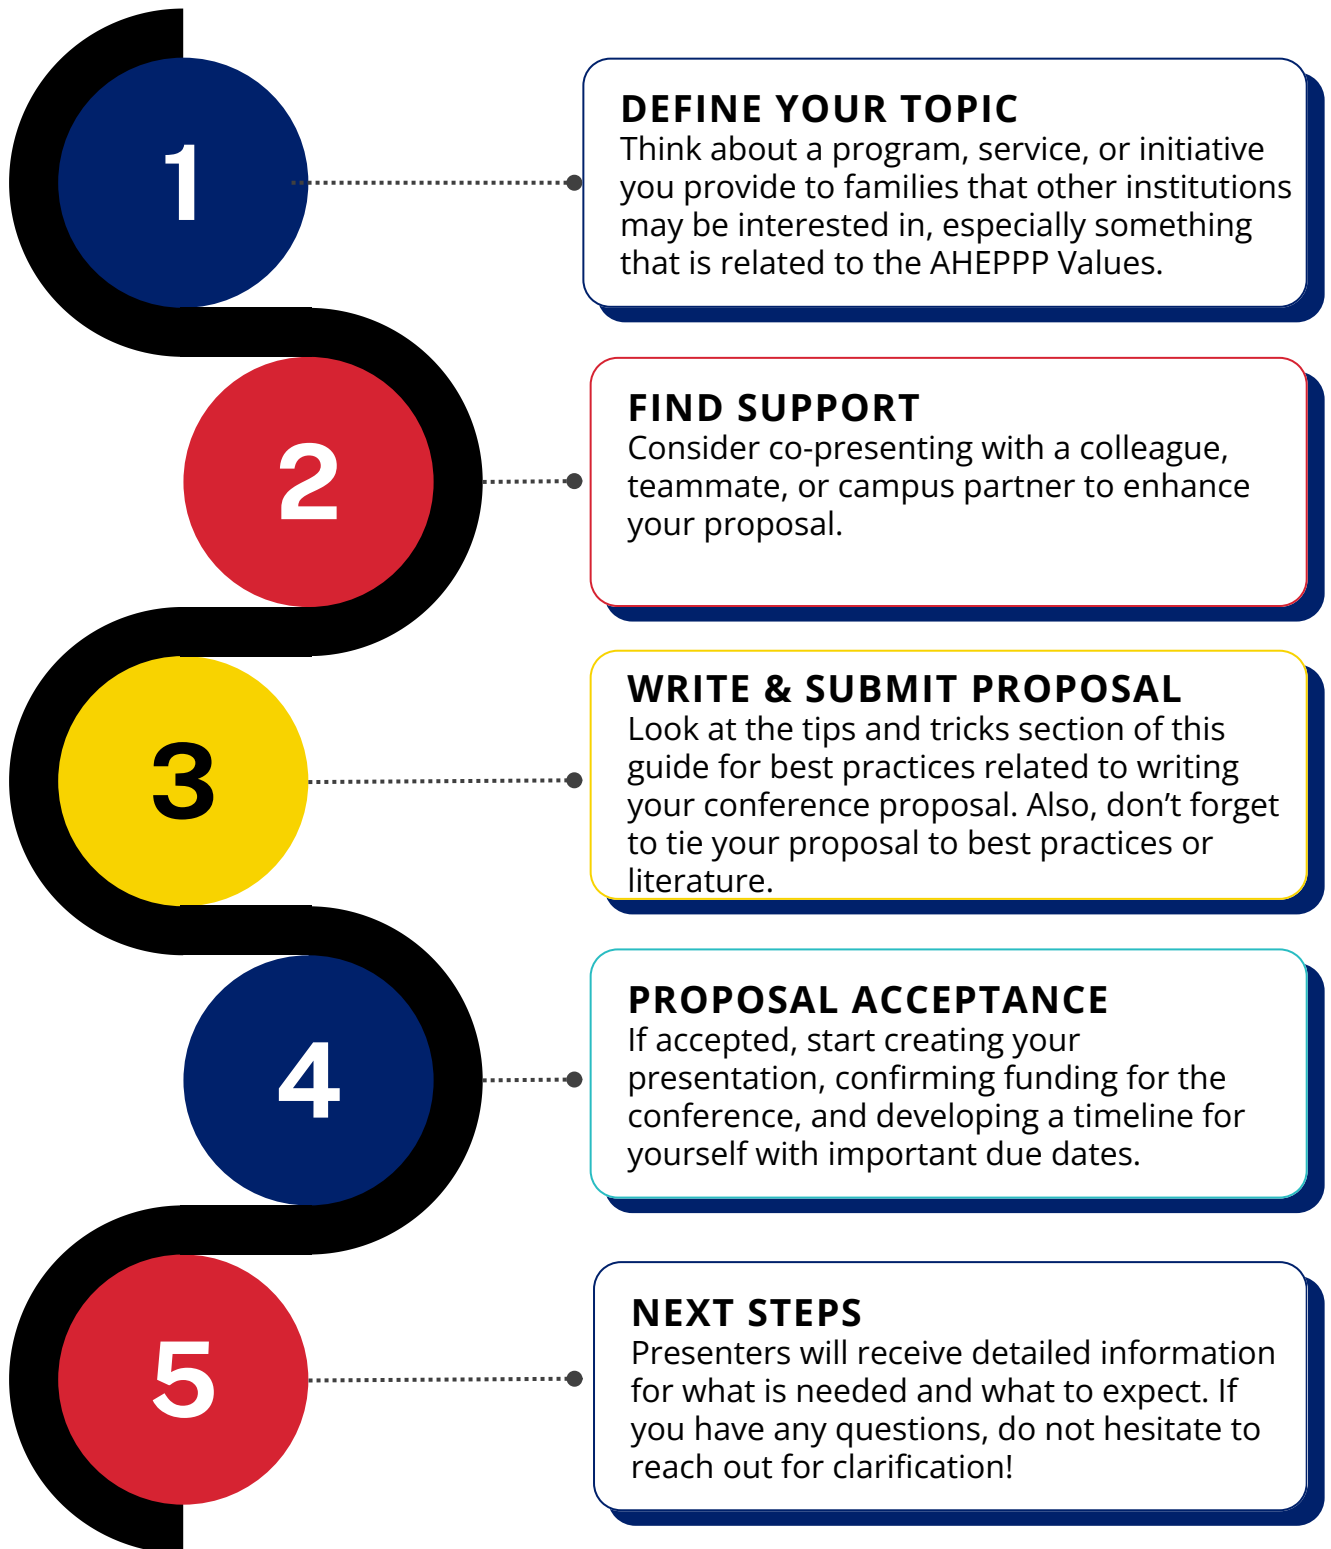 1
DEFINE YOUR TOPIC
Think about a program, service, or initiative
you provide to families that other institutions
may be interested in, especially something
that is related to the AHEPPP Values.
2
FIND SUPPORT
Consider co-presenting with a colleague,
teammate, or campus partner to enhance
your proposal.
3
WRITE & SUBMIT PROPOSAL
Look at the tips and tricks section of this
guide for best practices related to writing
your conference proposal. Also, don’t forget
to tie your proposal to best practices or
literature.
4
PROPOSAL ACCEPTANCE
If accepted, start creating your
presentation, confirming funding for the
conference, and developing a timeline for
yourself with important due dates.
5
NEXT STEPS
Presenters will receive detailed information
for what is needed and what to expect. If
you have any questions, do not hesitate to
reach out for clarification!